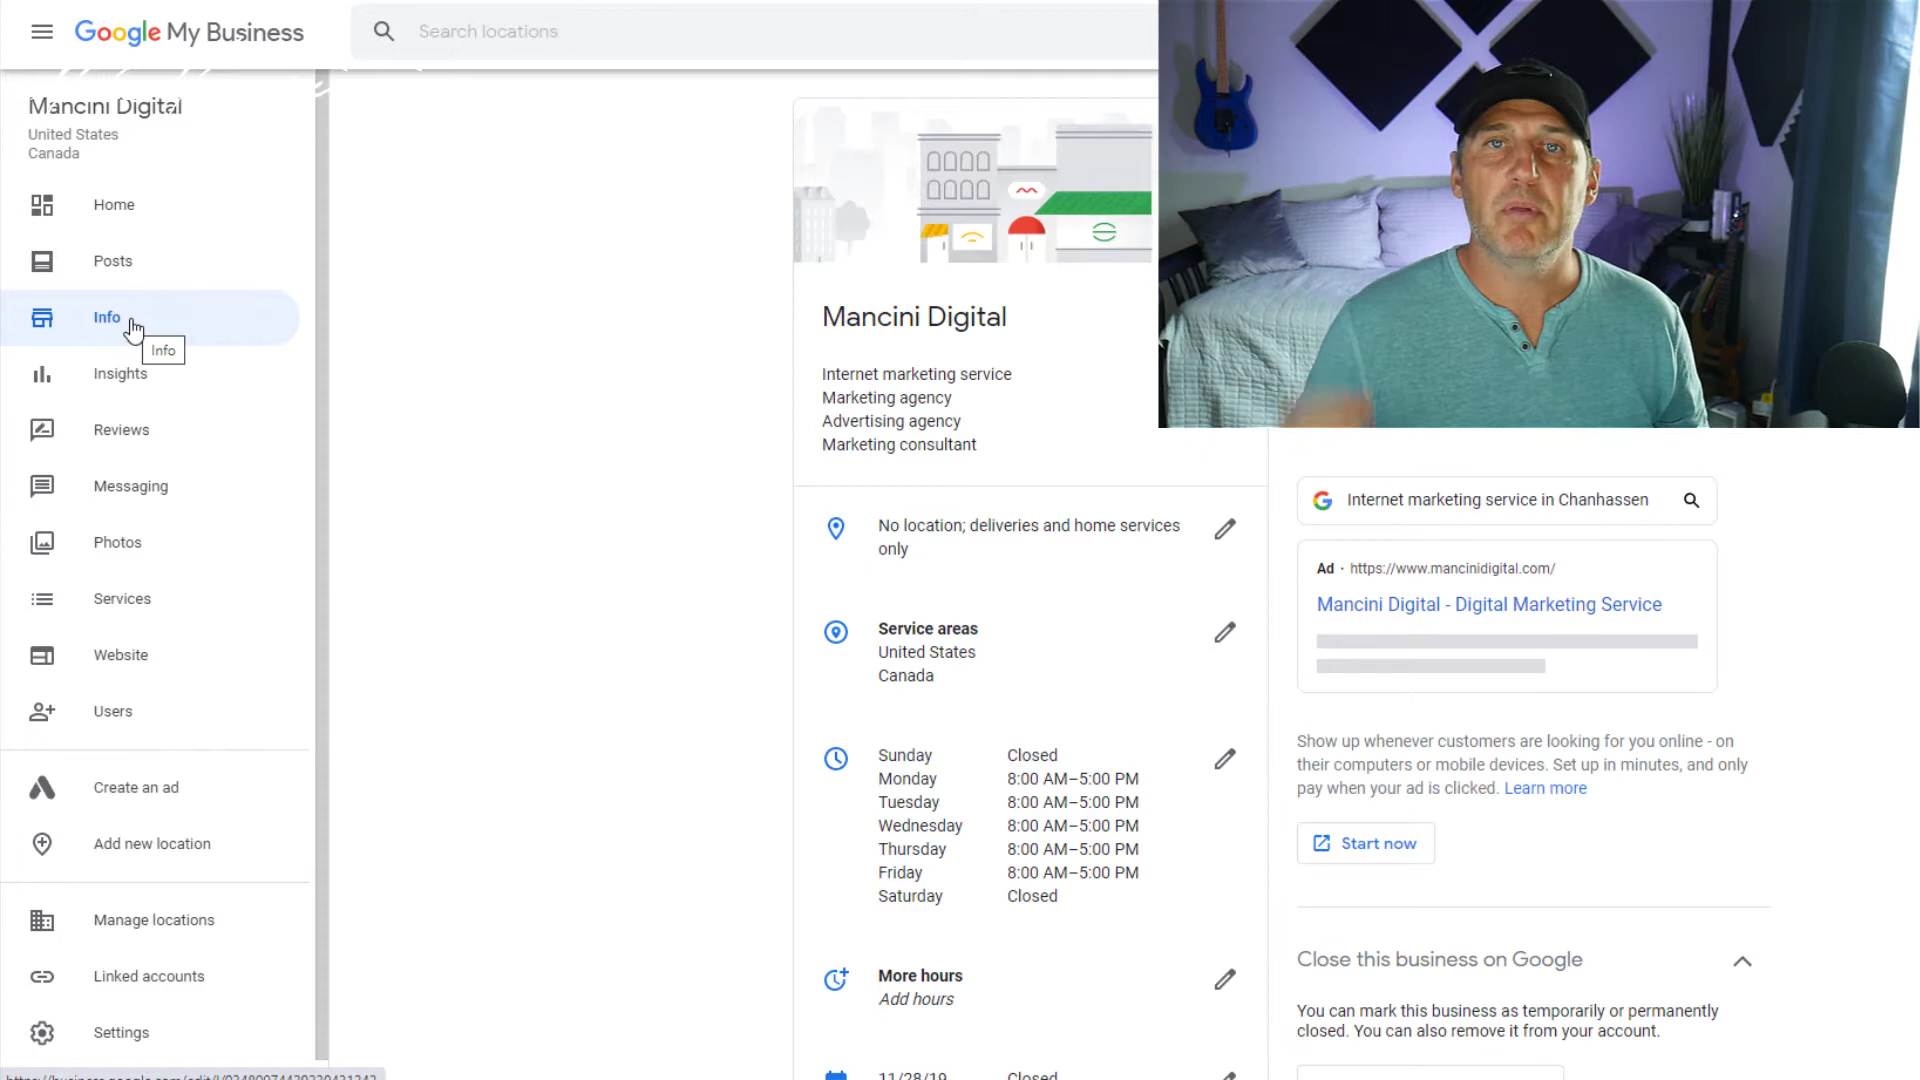 Google My Business
Search locations
Mancini Digital
United States
Canada
Home
Posts
Info
Info
Insights
Reviews
Messaging
Photos
Services
Website
Users
Create an ad
Add new location
Manage locations
Linked accounts
Settings
Mancini Digital
Internet marketing service
Marketing agency
Advertising agency
Marketing consultant
No location; deliveries and home services
only
Service areas
United States
Canada
Sunday Closed
Monday 8:00 AM–5:00 PM
Tuesday 8:00 AM–5:00 PM
Wednesday 8:00 AM–5:00 PM
Thursday 8:00 AM–5:00 PM
Friday 8:00 AM–5:00 PM
Saturday Closed
More hours
Add hours
11/28/19 Closed
Internet marketing service in Chanhassen
Ad · https://www.mancinidigital.com/
Mancini Digital - Digital Marketing Service
Show up whenever customers are looking for you online - on
their computers or mobile devices. Set up in minutes, and only
pay when your ad is clicked. Learn more
Start now
Close this business on Google
You can mark this business as temporarily or permanently
closed. You can also remove it from your account.